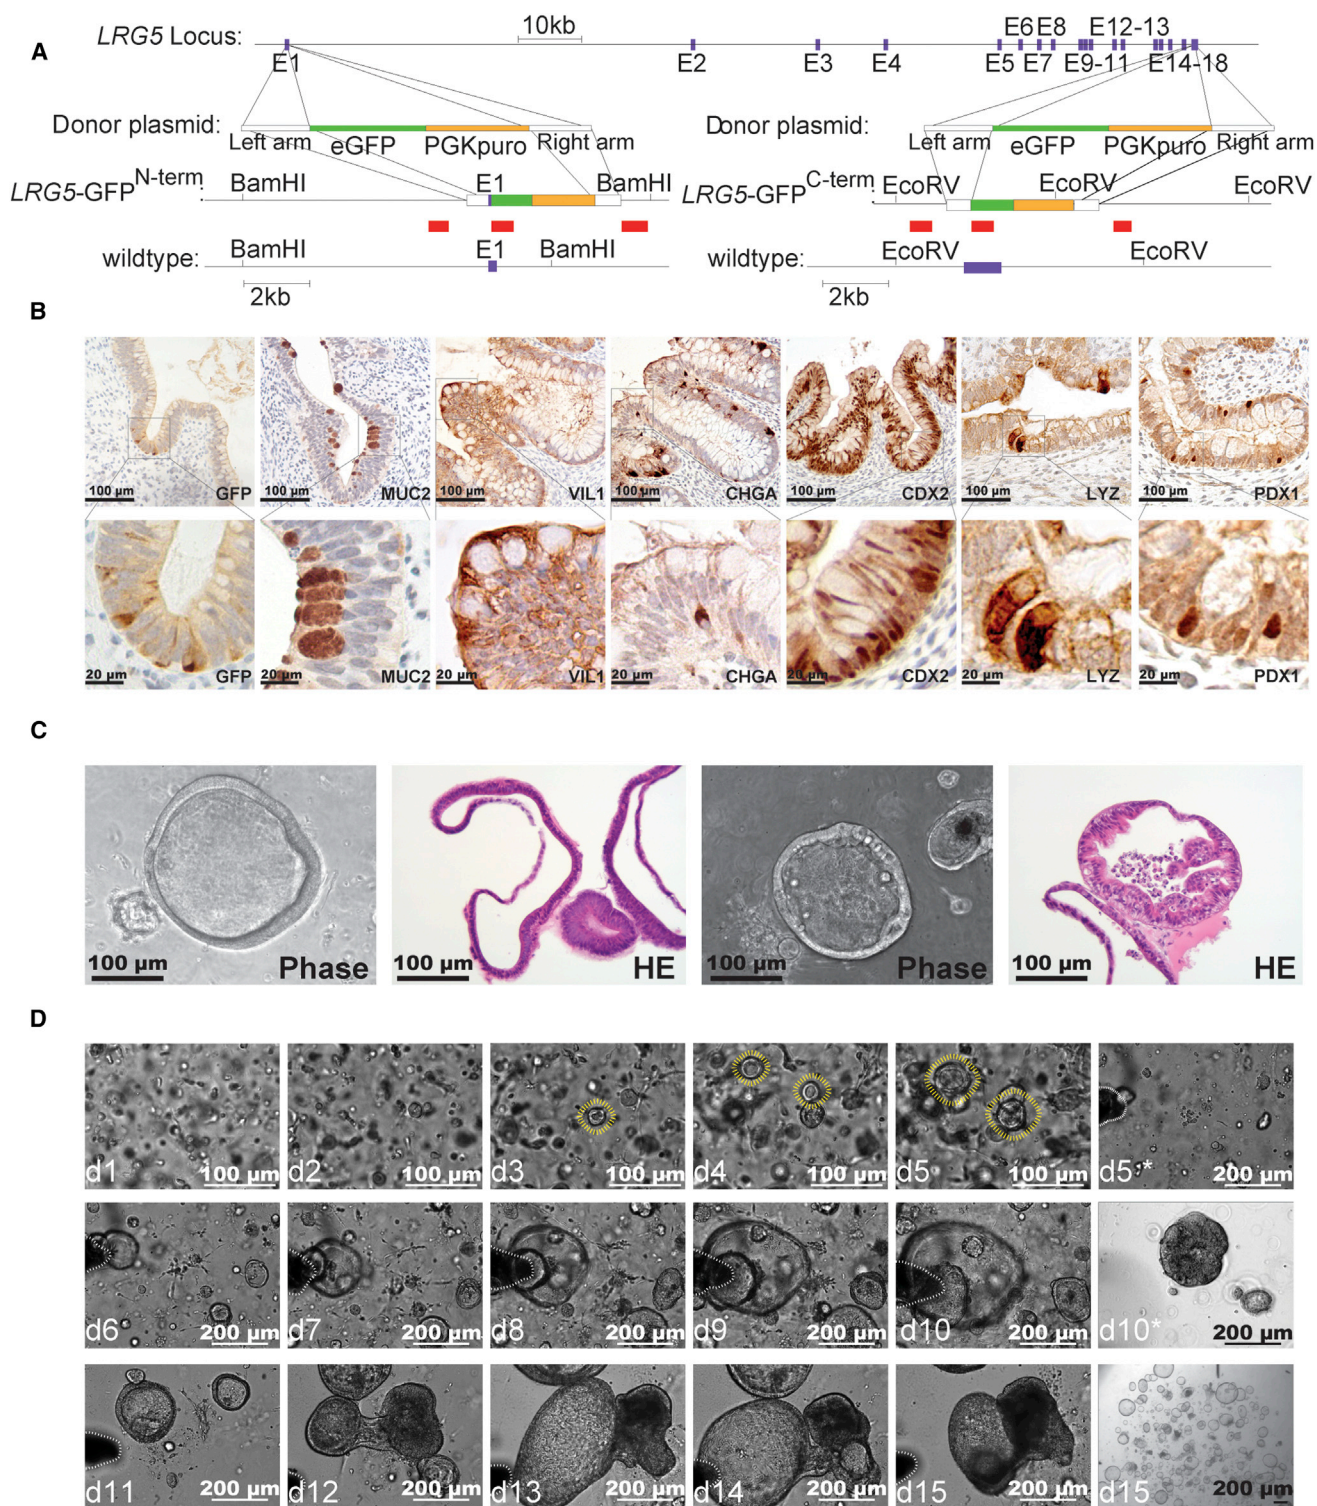 A
LRG5 Locus:
10kb
E6 E8 E12-13
E1 E2 E3 E4 E5 E7 E9-11 E14-18
Donor plasmid:
Left arm eGFP PGKpuro Right arm
Donor plasmid:
Left arm eGFP PGKpuro Right arm
LRG5-GFP N-term:
BamHI E1 BamHI
LRG5-GFP C-term:
EcoRV EcoRV EcoRV
wildtype:
BamHI E1 BamHI
wildtype:
EcoRV EcoRV
2kb 2kb
B
100 µm GFP
100 µm MUC2
100 µm VIL1
100 µm CHGA
100 µm CDX2
100 µm LYZ
100 µm PDX1
20 µm GFP
20 µm MUC2
20 µm VIL1
20 µm CHGA
20 µm CDX2
20 µm LYZ
20 µm PDX1
C
100 µm Phase
100 µm HE
100 µm Phase
100 µm HE
D
d1 100 µm
d2 100 µm
d3 100 µm
d4 100 µm
d5 100 µm
d5* 200 µm
d6 200 µm
d7 200 µm
d8 200 µm
d9 200 µm
d10 200 µm
d10* 200 µm
d11 200 µm
d12 200 µm
d13 200 µm
d14 200 µm
d15 200 µm
d15 200 µm